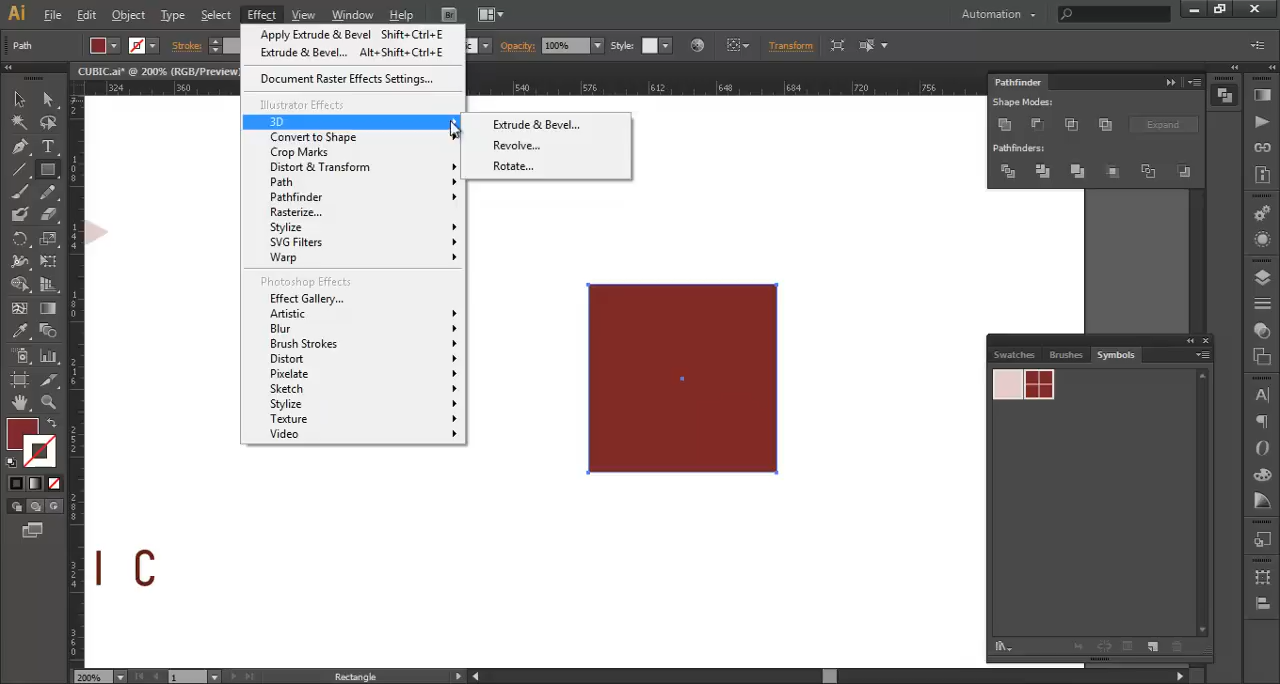 Ai File Edit Object Type Select Effect View Window Help Br Automation
Path Stroke: Opacity: 100% Style: Transform
CUBIC.ai* @ 200% (RGB/Preview)
324 360 540 576 612 648 684 720 756
Apply Extrude & Bevel Shift+Ctrl+E
Extrude & Bevel... Alt+Shift+Ctrl+E
Document Raster Effects Settings...
Illustrator Effects
3D
Convert to Shape
Crop Marks
Distort & Transform
Path
Pathfinder
Rasterize...
Stylize
SVG Filters
Warp
Photoshop Effects
Effect Gallery...
Artistic
Blur
Brush Strokes
Distort
Pixelate
Sketch
Stylize
Texture
Video
Extrude & Bevel...
Revolve...
Rotate...
Pathfinder
Shape Modes:
Expand
Pathfinders:
Swatches Brushes Symbols
I C
200% 1 Rectangle